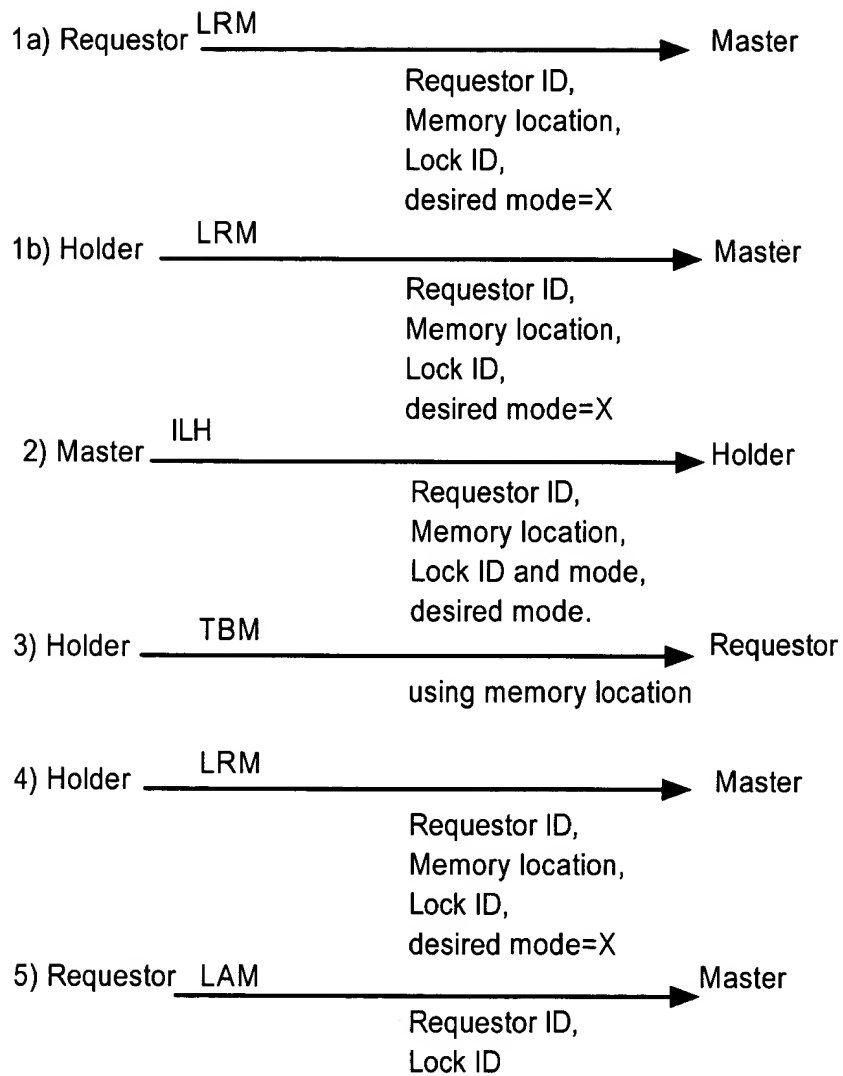 1a) Requestor LRM Master
Requestor ID,
Memory location,
Lock ID,
desired mode=X
1b) Holder LRM Master
Requestor ID,
Memory location,
Lock ID,
desired mode=X
2) Master ILH Holder
Requestor ID,
Memory location,
Lock ID and mode,
desired mode.
3) Holder TBM Requestor
using memory location
4) Holder LRM Master
Requestor ID,
Memory location,
Lock ID,
desired mode=X
5) Requestor LAM Master
Requestor ID,
Lock ID